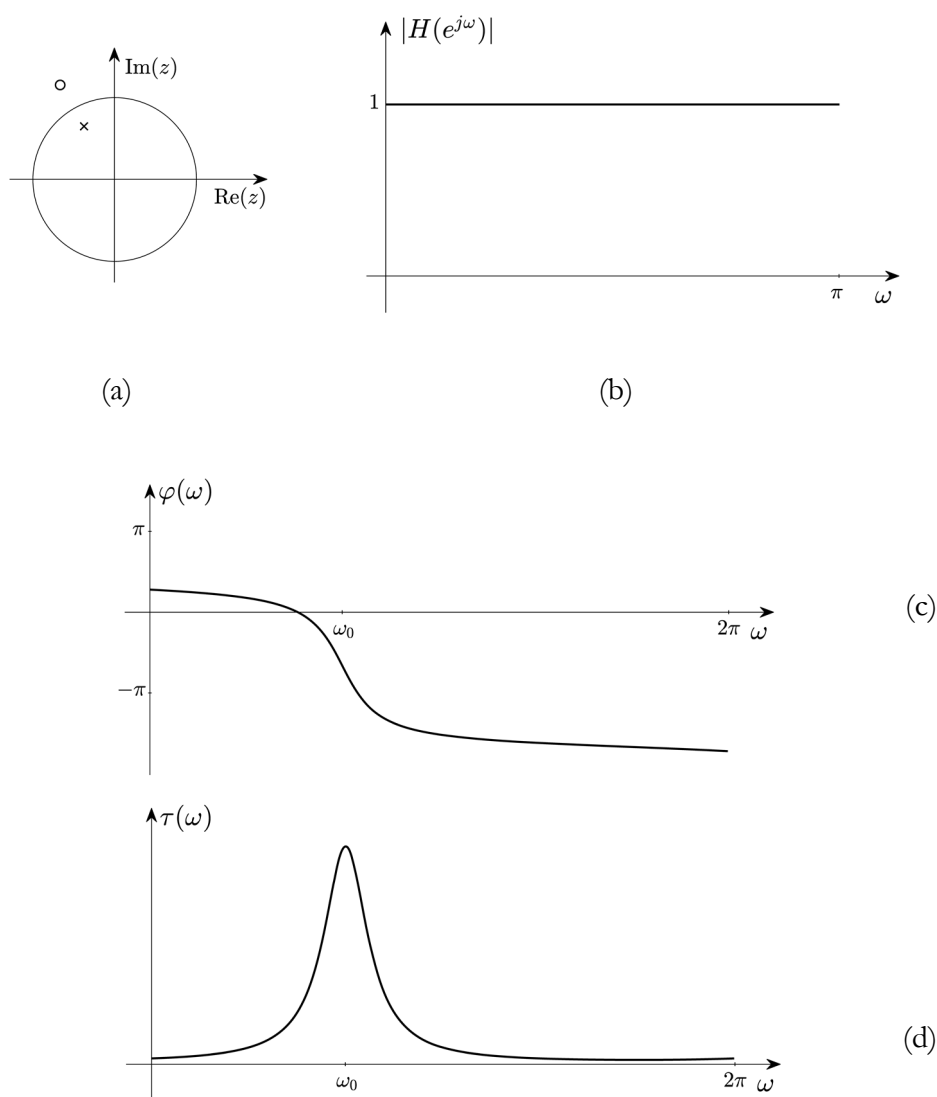 Im(z)
Re(z)
(a)
|H(e^{jω})|
1
π
ω
(b)
φ(ω)
π
ω₀
2π ω
−π
(c)
τ(ω)
ω₀
2π ω
(d)